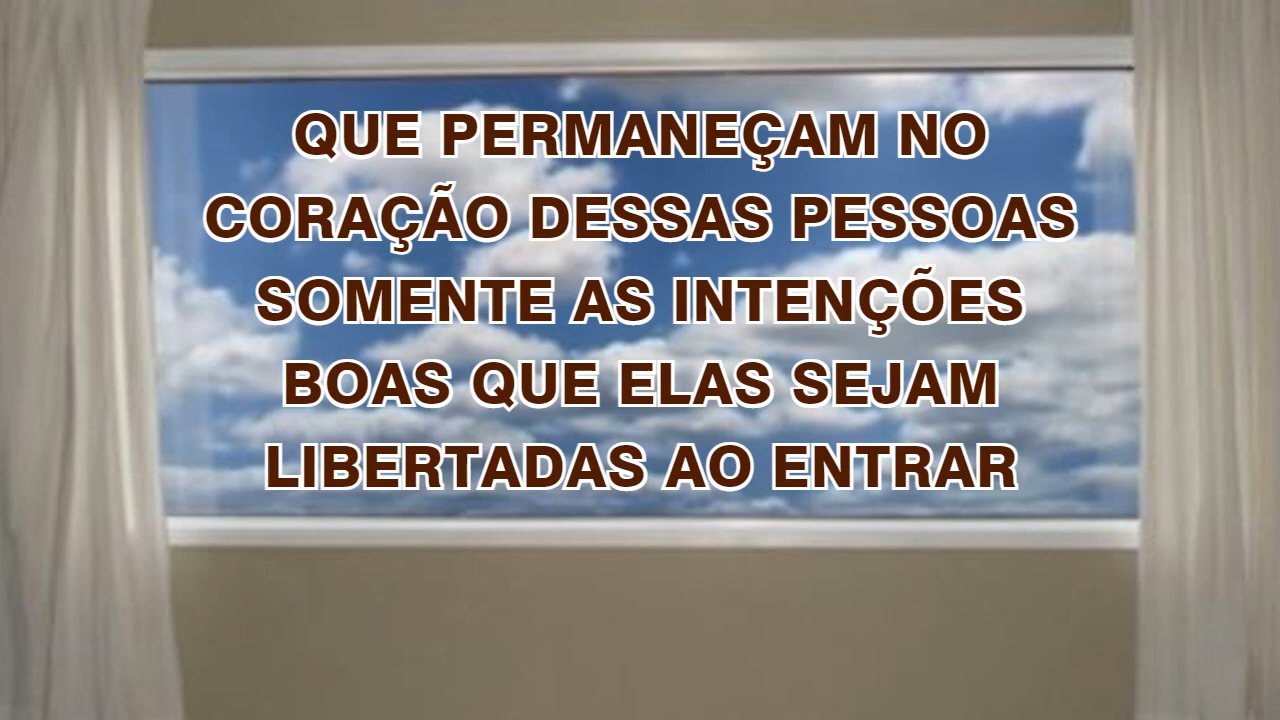 QUE PERMANEÇAM NO
CORAÇÃO DESSAS PESSOAS
SOMENTE AS INTENÇÕES
BOAS QUE ELAS SEJAM
LIBERTADAS AO ENTRAR